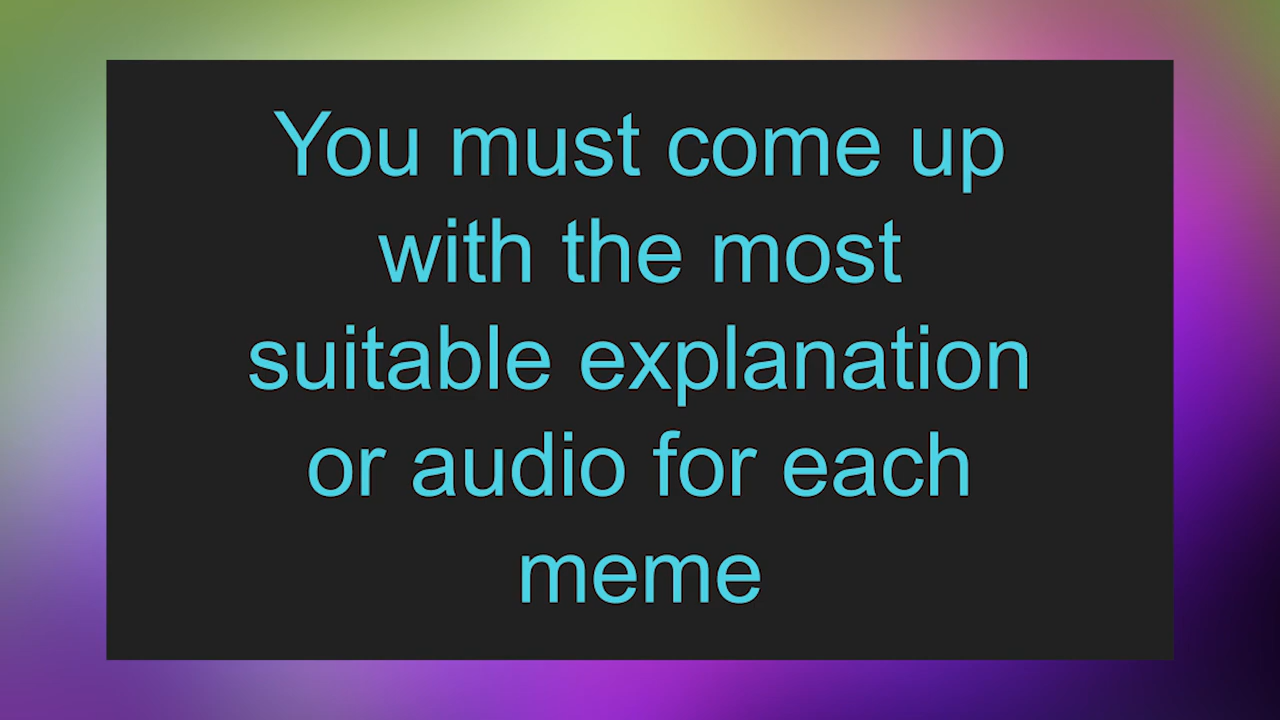 You must come up
with the most
suitable explanation
or audio for each
meme